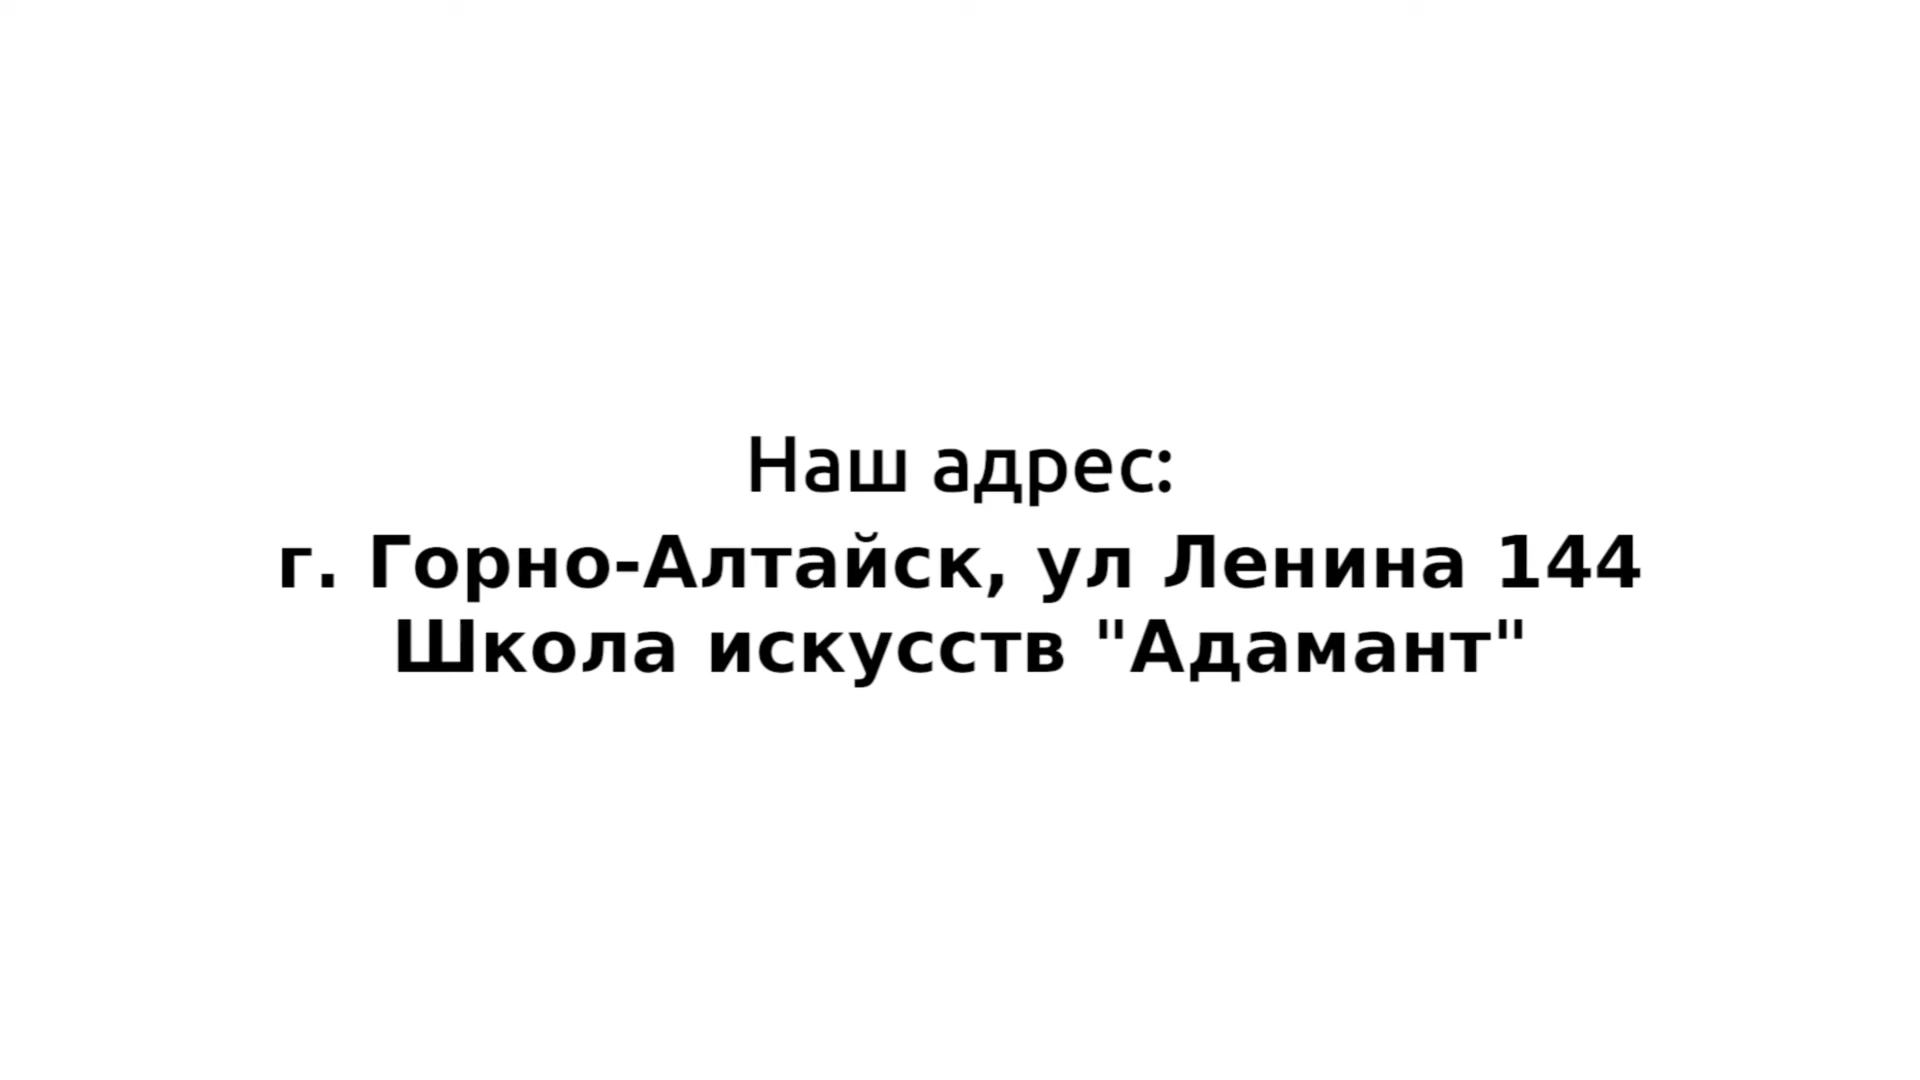 Наш адрес:
г. Горно-Алтайск, ул Ленина 144
Школа искусств "Адамант"